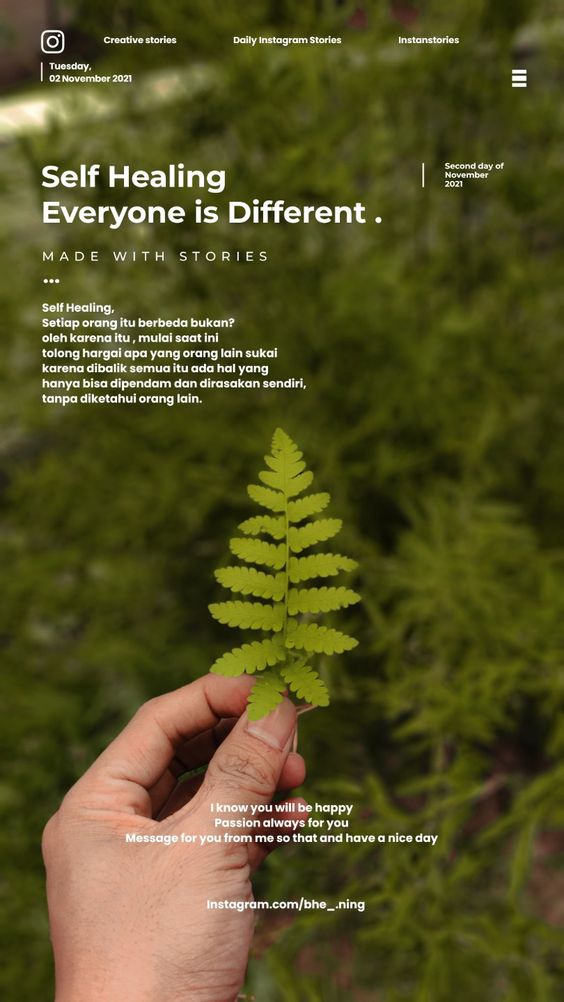 Creative stories
Daily Instagram Stories
Instanstories
Tuesday,
02 November 2021
Self Healing
Everyone is Different .
Second day of
November
2021
MADE WITH STORIES
Self Healing,
Setiap orang itu berbeda bukan?
oleh karena itu , mulai saat ini
tolong hargai apa yang orang lain sukai
karena dibalik semua itu ada hal yang
hanya bisa dipendam dan dirasakan sendiri,
tanpa diketahui orang lain.
I know you will be happy
Passion always for you
Message for you from me so that and have a nice day
Instagram.com/bhe_.ning